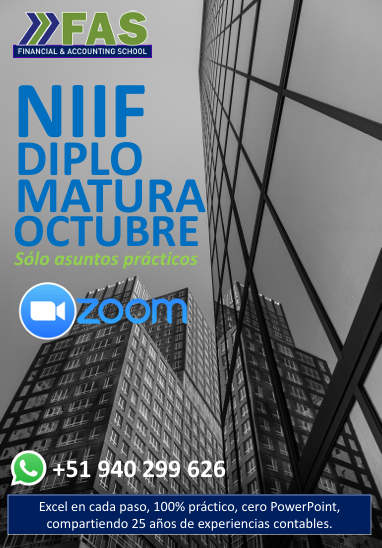 FAS
FINANCIAL & ACCOUNTING SCHOOL
NIIF
DIPLO
MATURA
OCTUBRE
Sólo asuntos prácticos
zoom
+51 940 299 626
Excel en cada paso, 100% práctico, cero PowerPoint,
compartiendo 25 años de experiencias contables.